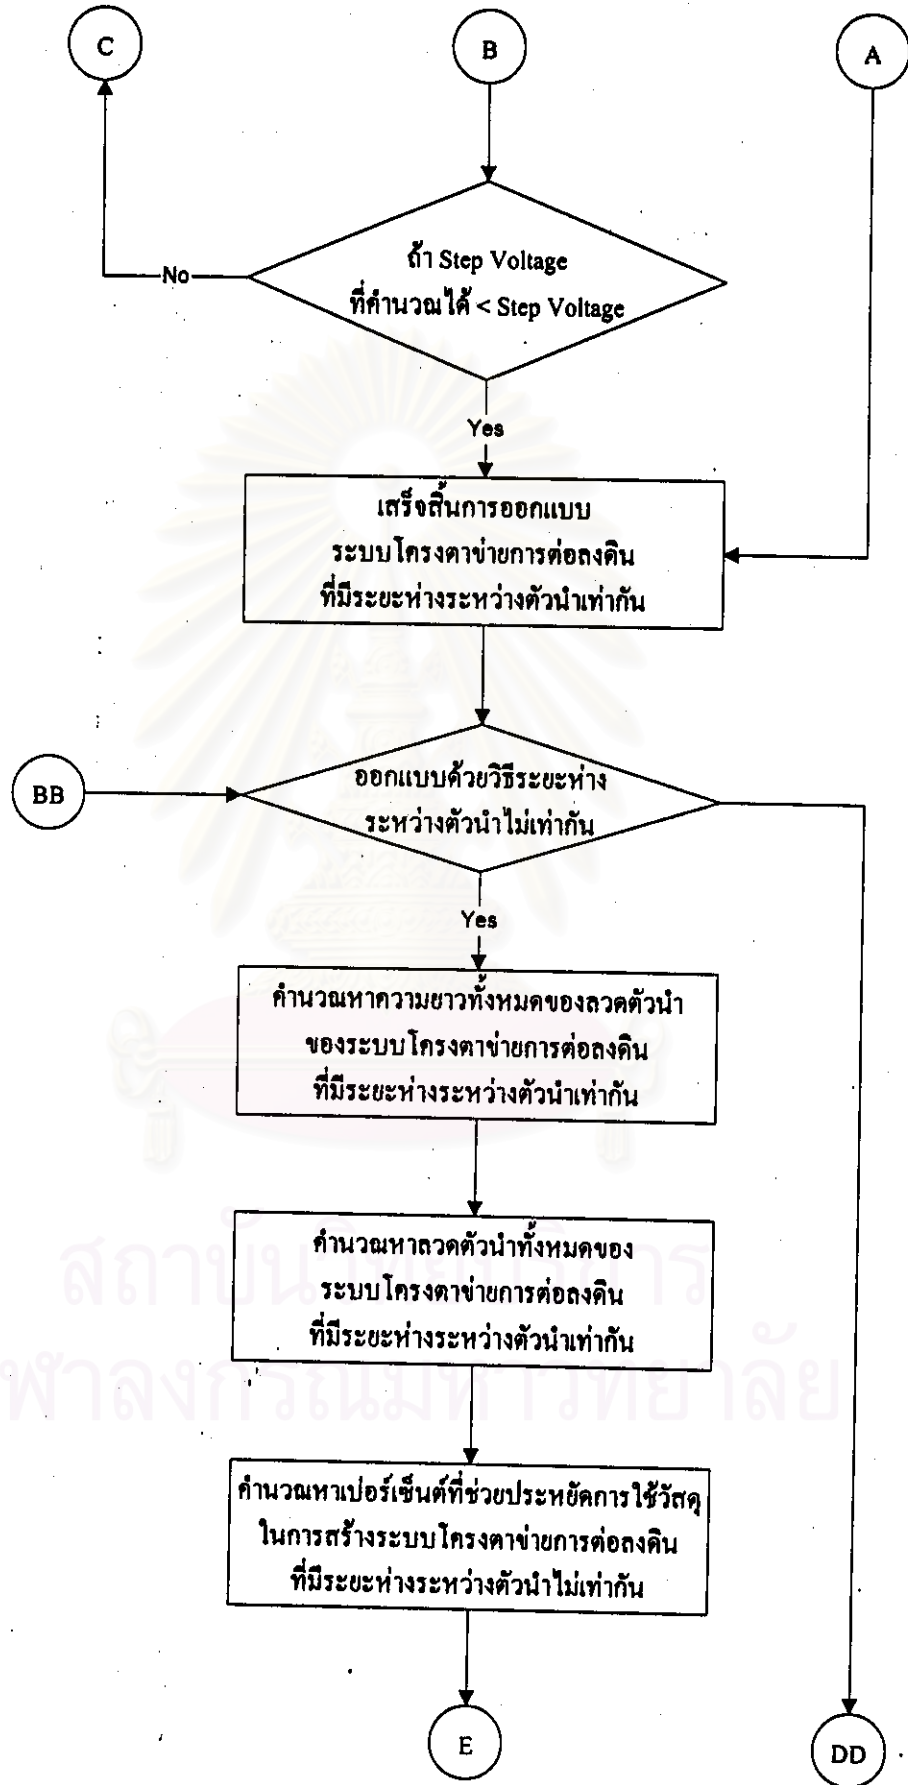 C
B
A
ถ้า Step Voltage
ที่คำนวณได้ < Step Voltage
No
Yes
เสร็จสิ้นการออกแบบ
ระบบโครงตาข่ายการต่อลงดิน
ที่มีระยะห่างระหว่างตัวนำเท่ากัน
BB
ออกแบบด้วยวิธีระยะห่าง
ระหว่างตัวนำไม่เท่ากัน
Yes
คำนวณหาความยาวทั้งหมดของลวดตัวนำ
ของระบบโครงตาข่ายการต่อลงดิน
ที่มีระยะห่างระหว่างตัวนำเท่ากัน
คำนวณหาลวดตัวนำทั้งหมดของ
ระบบโครงตาข่ายการต่อลงดิน
ที่มีระยะห่างระหว่างตัวนำเท่ากัน
คำนวณหาเปอร์เซ็นต์ที่ช่วยประหยัดการใช้วัสดุ
ในการสร้างระบบโครงตาข่ายการต่อลงดิน
ที่มีระยะห่างระหว่างตัวนำไม่เท่ากัน
E
DD